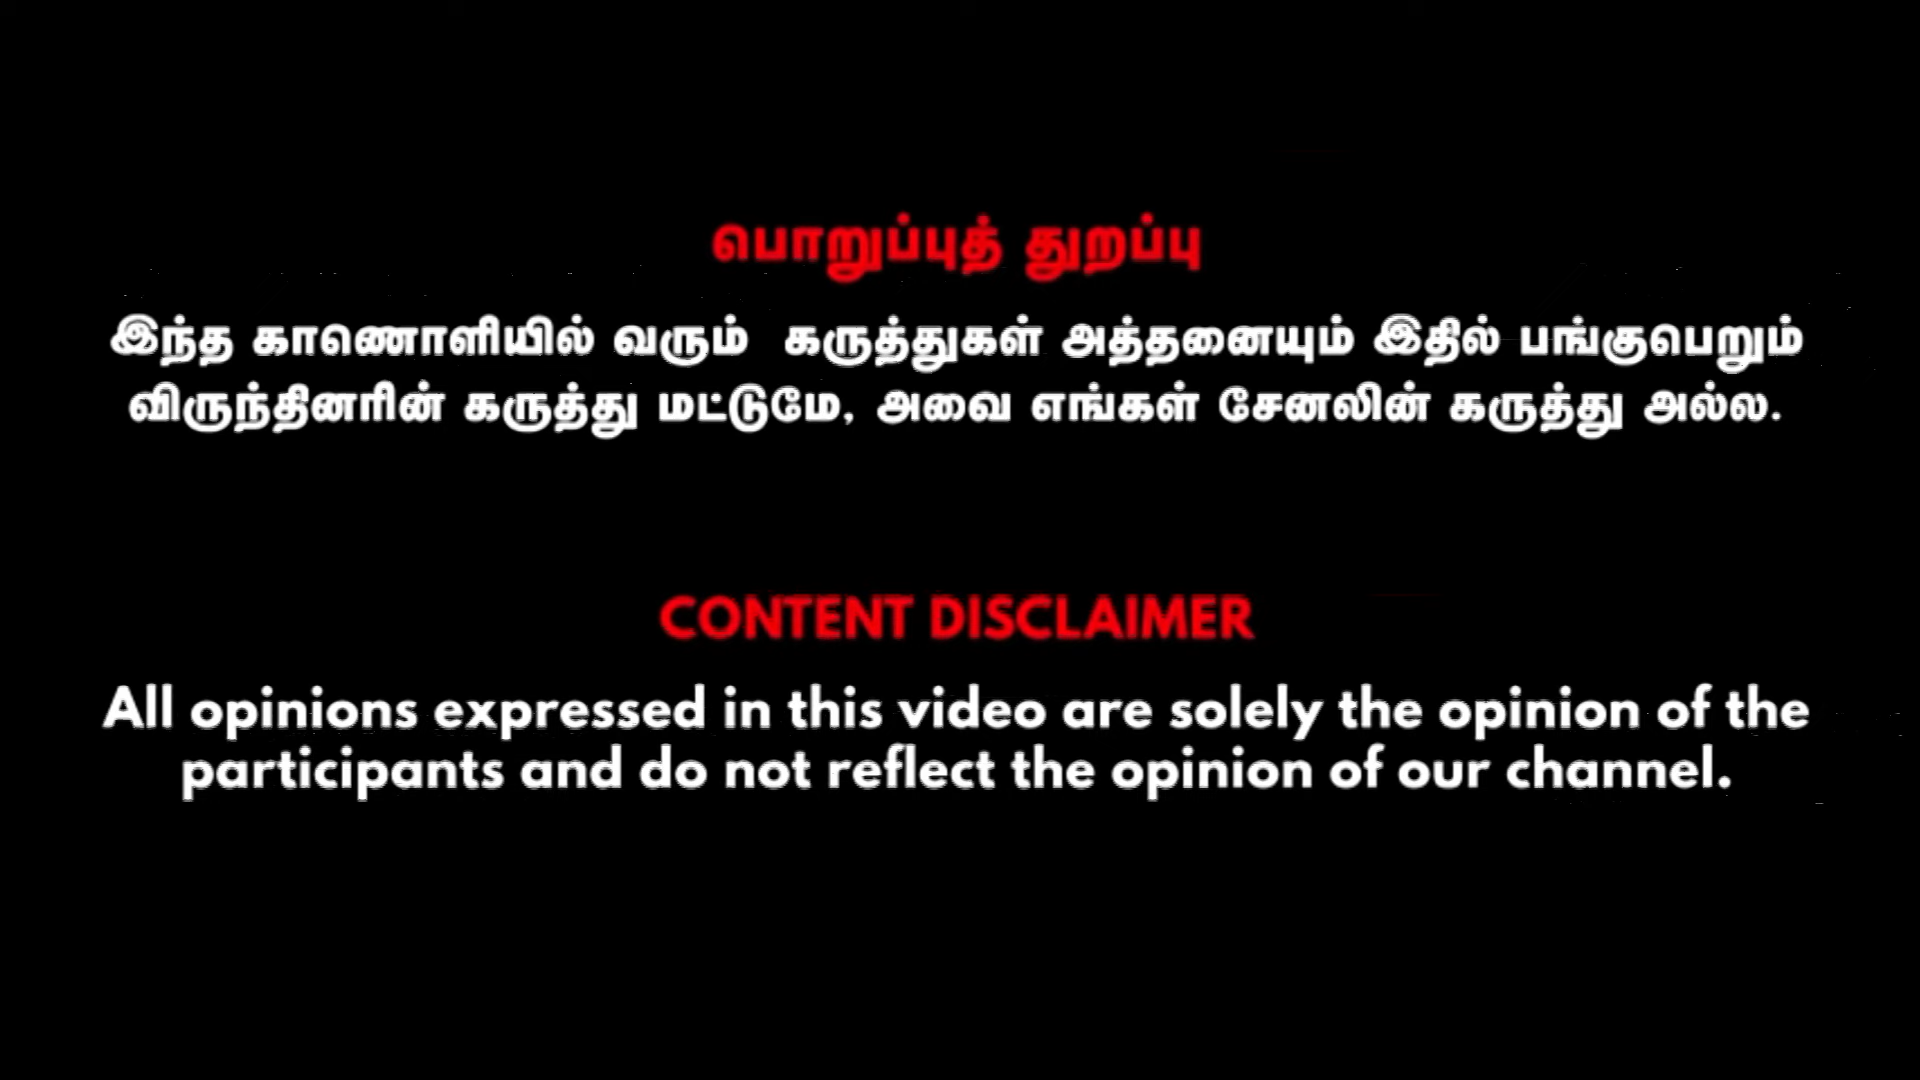 பொறுப்புத் துறப்பு
இந்த காணொளியில் வரும் கருத்துகள் அத்தனையும் இதில் பங்குபெறும்
விருந்தினரின் கருத்து மட்டுமே, அவை எங்கள் சேனலின் கருத்து அல்ல.
CONTENT DISCLAIMER
All opinions expressed in this video are solely the opinion of the
participants and do not reflect the opinion of our channel.